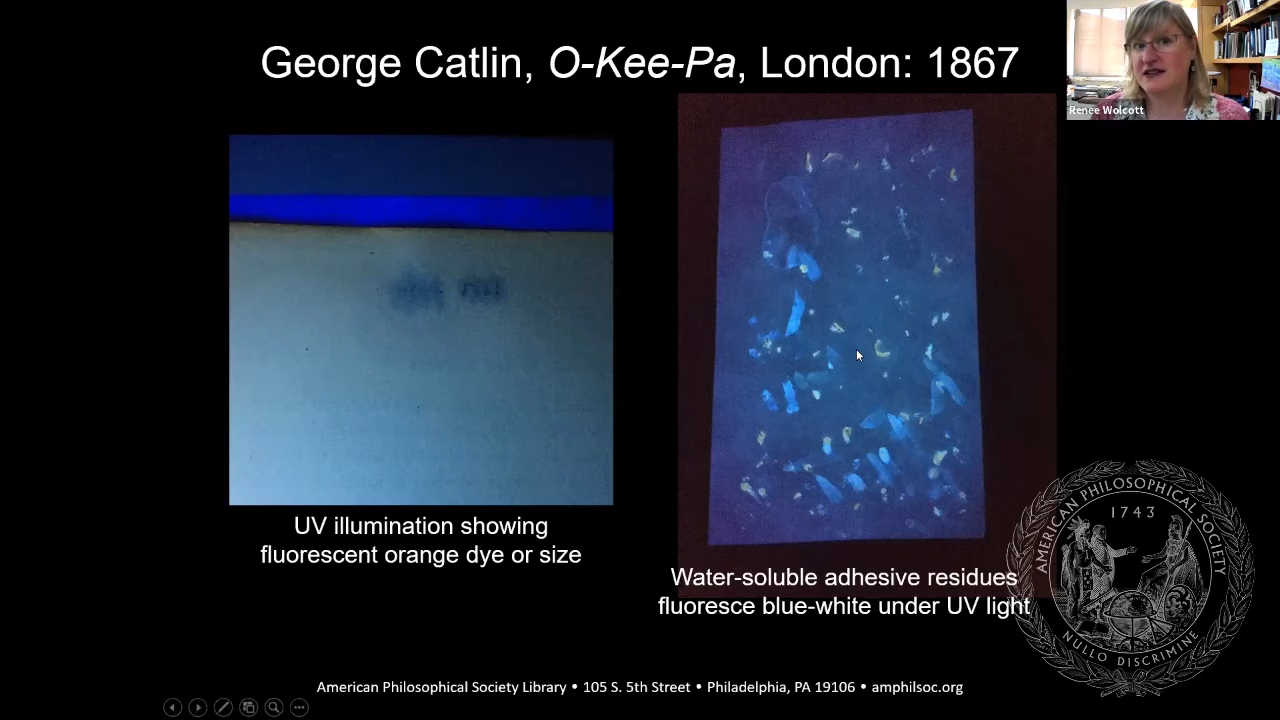 George Catlin, O-Kee-Pa, London: 1867
Renee Wolcott
UV illumination showing
fluorescent orange dye or size
Water-soluble adhesive residues
fluoresce blue-white under UV light
AMERICAN PHILOSOPHICAL SOCIETY
1743
NULLO DISCRIMINE
American Philosophical Society Library • 105 S. 5th Street • Philadelphia, PA 19106 • amphilsoc.org